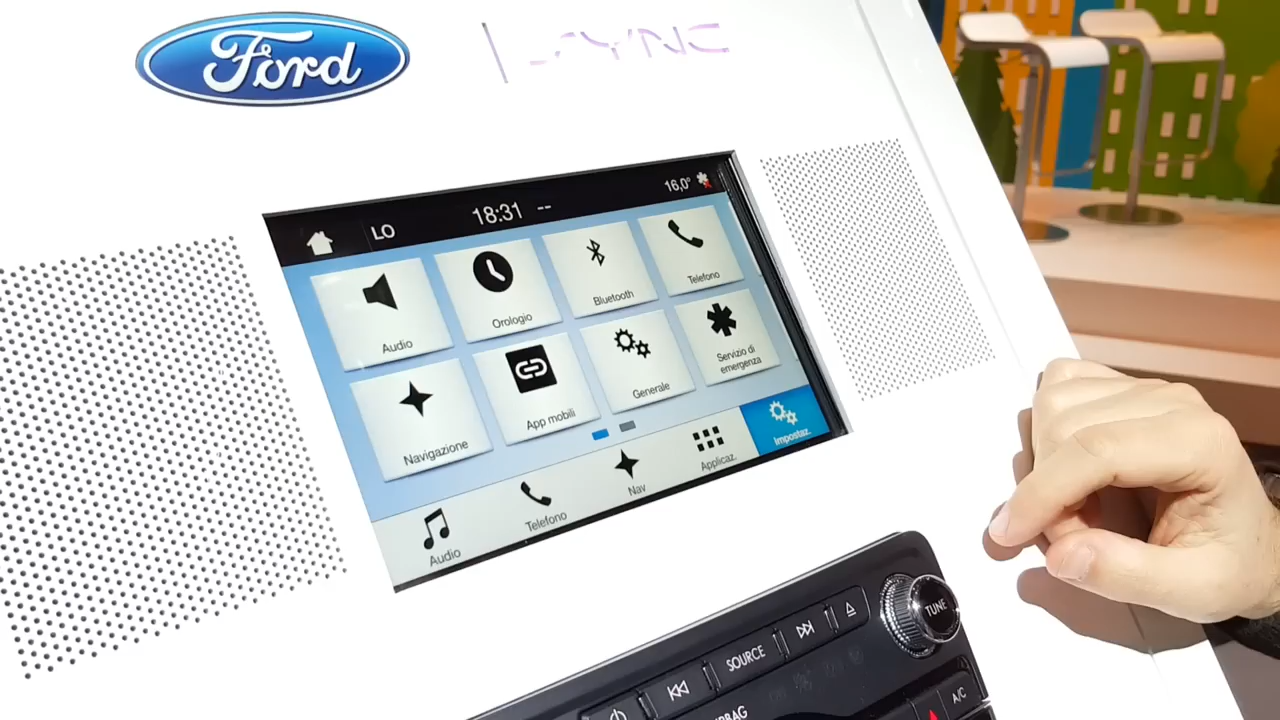 Ford
SYNC
LO
18:31 --
16,0°
Audio
Orologio
Bluetooth
Telefono
Navigazione
App mobili
Generale
Servizio di
emergenza
Audio
Telefono
Nav
Applicaz.
Impostaz.
SOURCE
TUNE
A/C